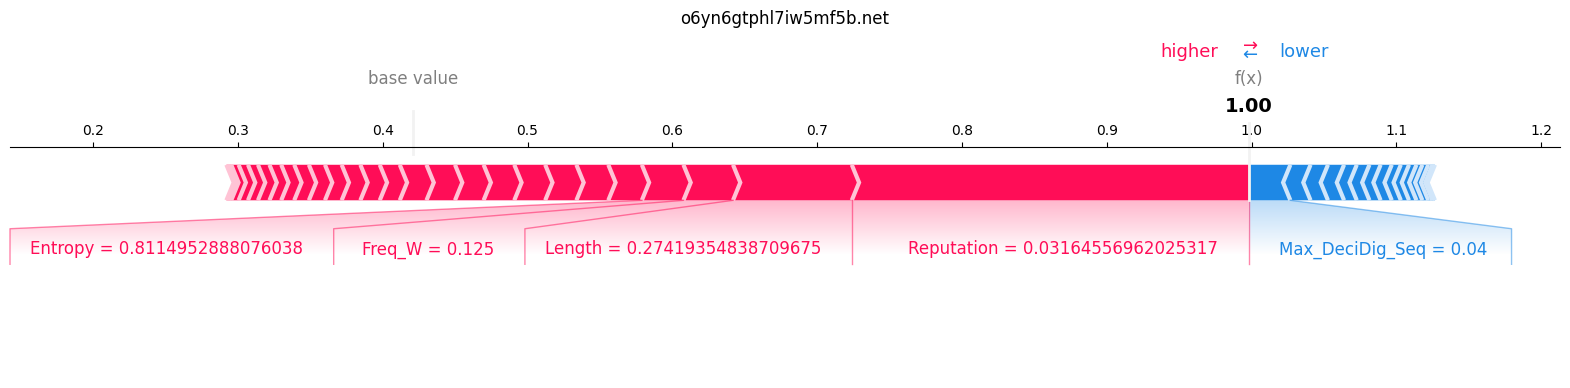 o6yn6gtphl7iw5mf5b.net
higher ⇄ lower
base value f(x)
1.00
0.2 0.3 0.4 0.5 0.6 0.7 0.8 0.9 1.0 1.1 1.2
Entropy = 0.8114952888076038 Freq_W = 0.125 Length = 0.27419354838709675 Reputation = 0.03164556962025317 Max_DeciDig_Seq = 0.04